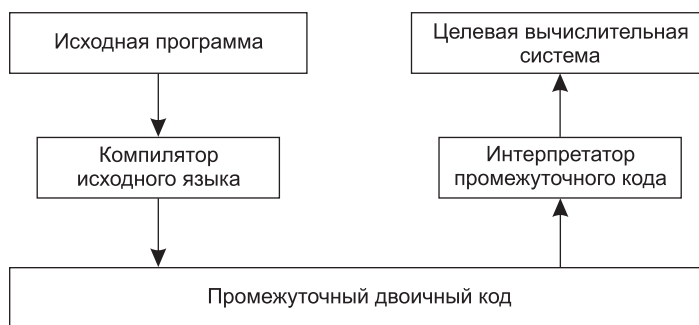 Исходная программа
Целевая вычислительная
система
Компилятор
исходного языка
Интерпретатор
промежуточного кода
Промежуточный двоичный код